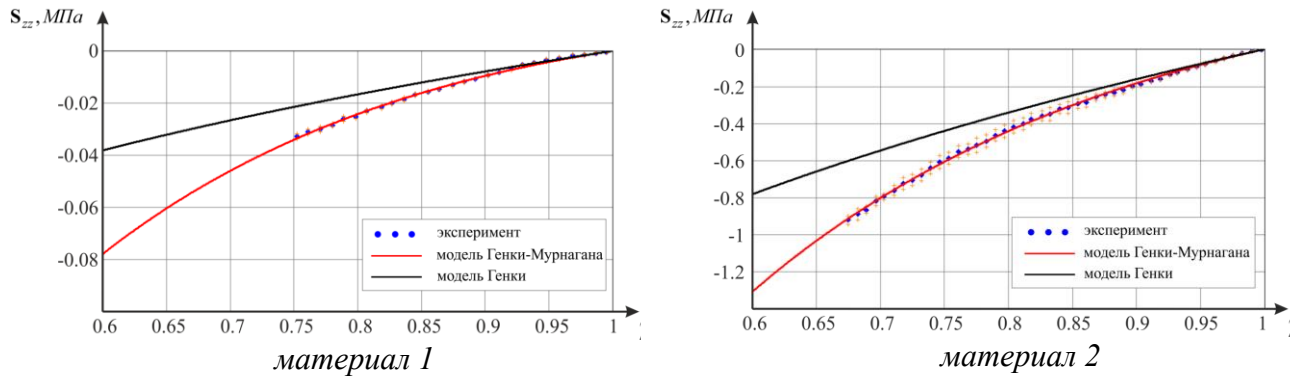 S_zz, МПа
0
-0.02
-0.04
-0.06
-0.08
0.6 0.65 0.7 0.75 0.8 0.85 0.9 0.95 1
эксперимент
модель Генки-Мурнагана
модель Генки
материал 1
S_zz, МПа
0
-0.2
-0.4
-0.6
-0.8
-1
-1.2
0.6 0.65 0.7 0.75 0.8 0.85 0.9 0.95 1
эксперимент
модель Генки-Мурнагана
модель Генки
материал 2